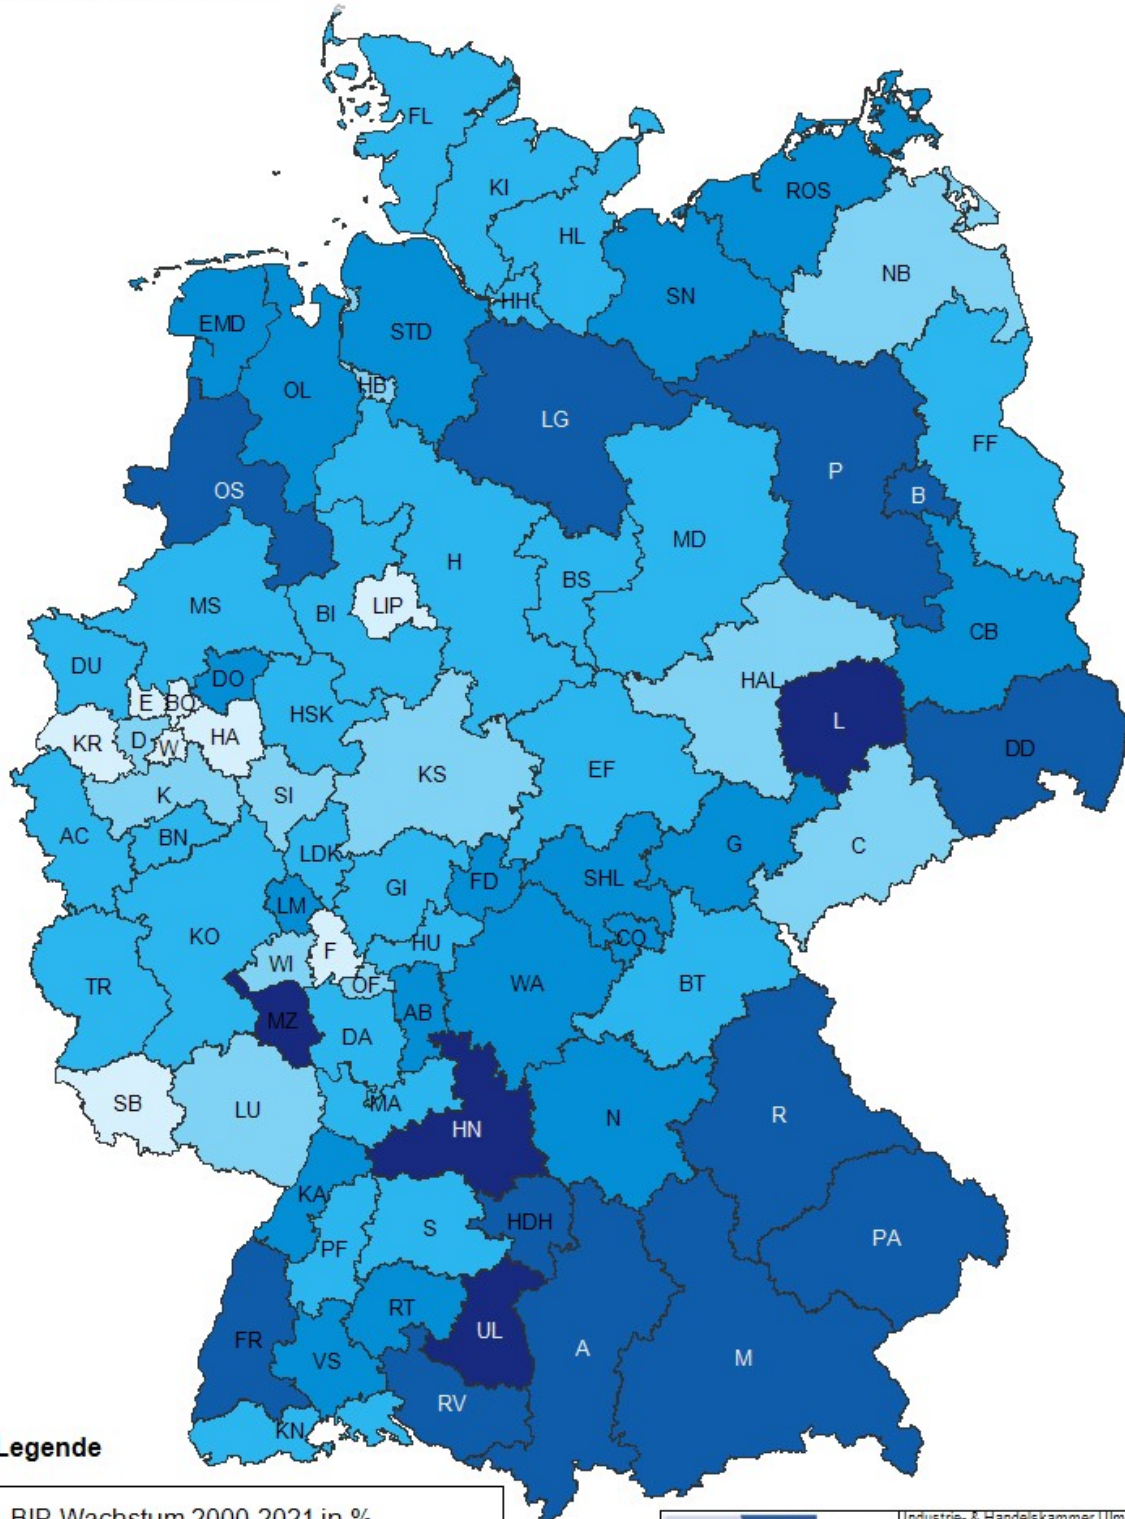 FL
KI
HL
HH
ROS
NB
SN
EMD
OL
STD
HB
LG
FF
OS
P
B
MD
H
BS
MS
BI
LIP
CB
DU
DO
E
BO
HSK
HAL
L
KR
D
W
HA
DD
KS
EF
K
SI
AC
BN
LDK
G
C
GI
FD
SHL
LM
KO
HU
CO
F
WI
OF
WA
BT
TR
MZ
AB
DA
SB
LU
MA
HN
N
R
KA
PF
S
HDH
PA
RT
UL
FR
VS
A
M
RV
KN
Legende
BIP-Wachstum 2000-2021 in %
Industrie- & Handelskammer Ulm